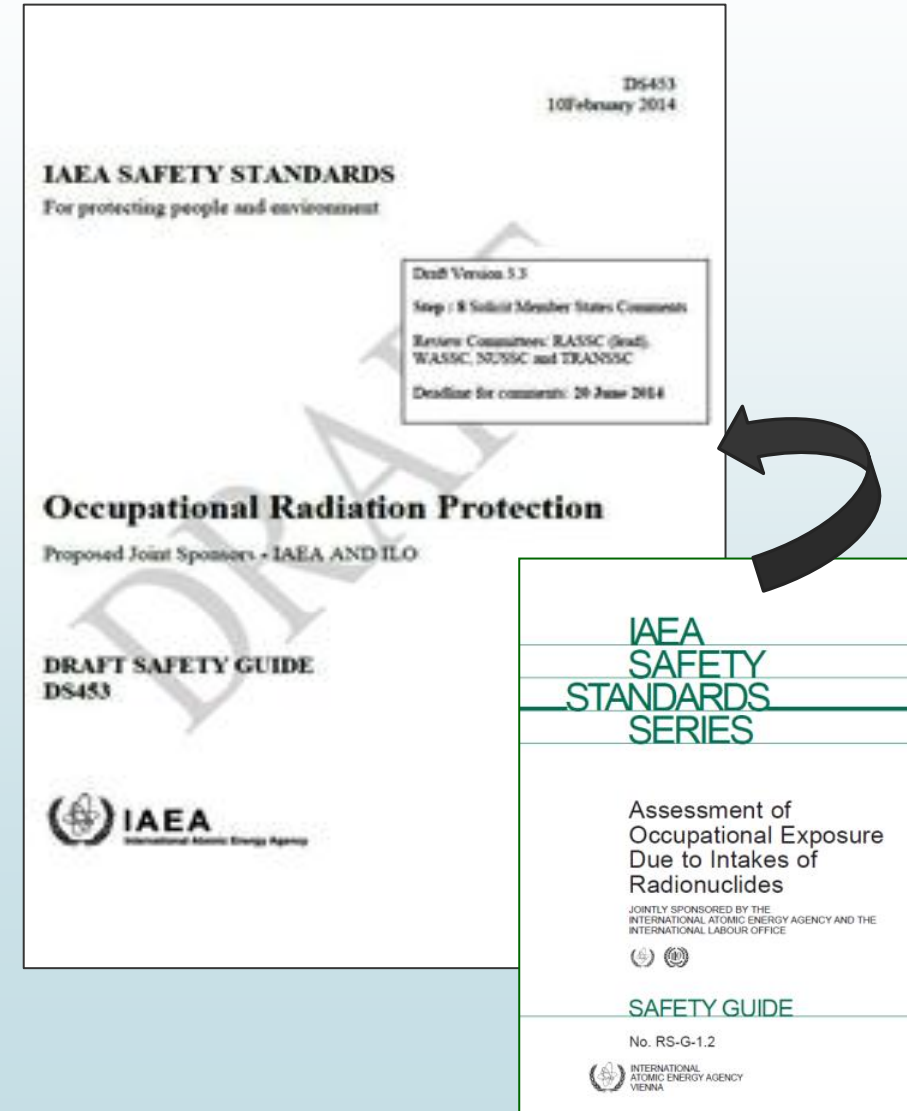 DS453
10February 2014
IAEA SAFETY STANDARDS
For protecting people and environment
Draft Version 3.3
Step : 8 Solicit Member States Comments
Review Committees: RASSC (lead),
WASSC, NUSSC and TRANSSC
Deadline for comments: 20 June 2014
DRAFT
Occupational Radiation Protection
Proposed Joint Sponsors - IAEA AND ILO
DRAFT SAFETY GUIDE
DS453
IAEA
International Atomic Energy Agency
IAEA
SAFETY
STANDARDS
SERIES
Assessment of
Occupational Exposure
Due to Intakes of
Radionuclides
JOINTLY SPONSORED BY THE
INTERNATIONAL ATOMIC ENERGY AGENCY AND THE
INTERNATIONAL LABOUR OFFICE
SAFETY GUIDE
No. RS-G-1.2
INTERNATIONAL
ATOMIC ENERGY AGENCY
VIENNA